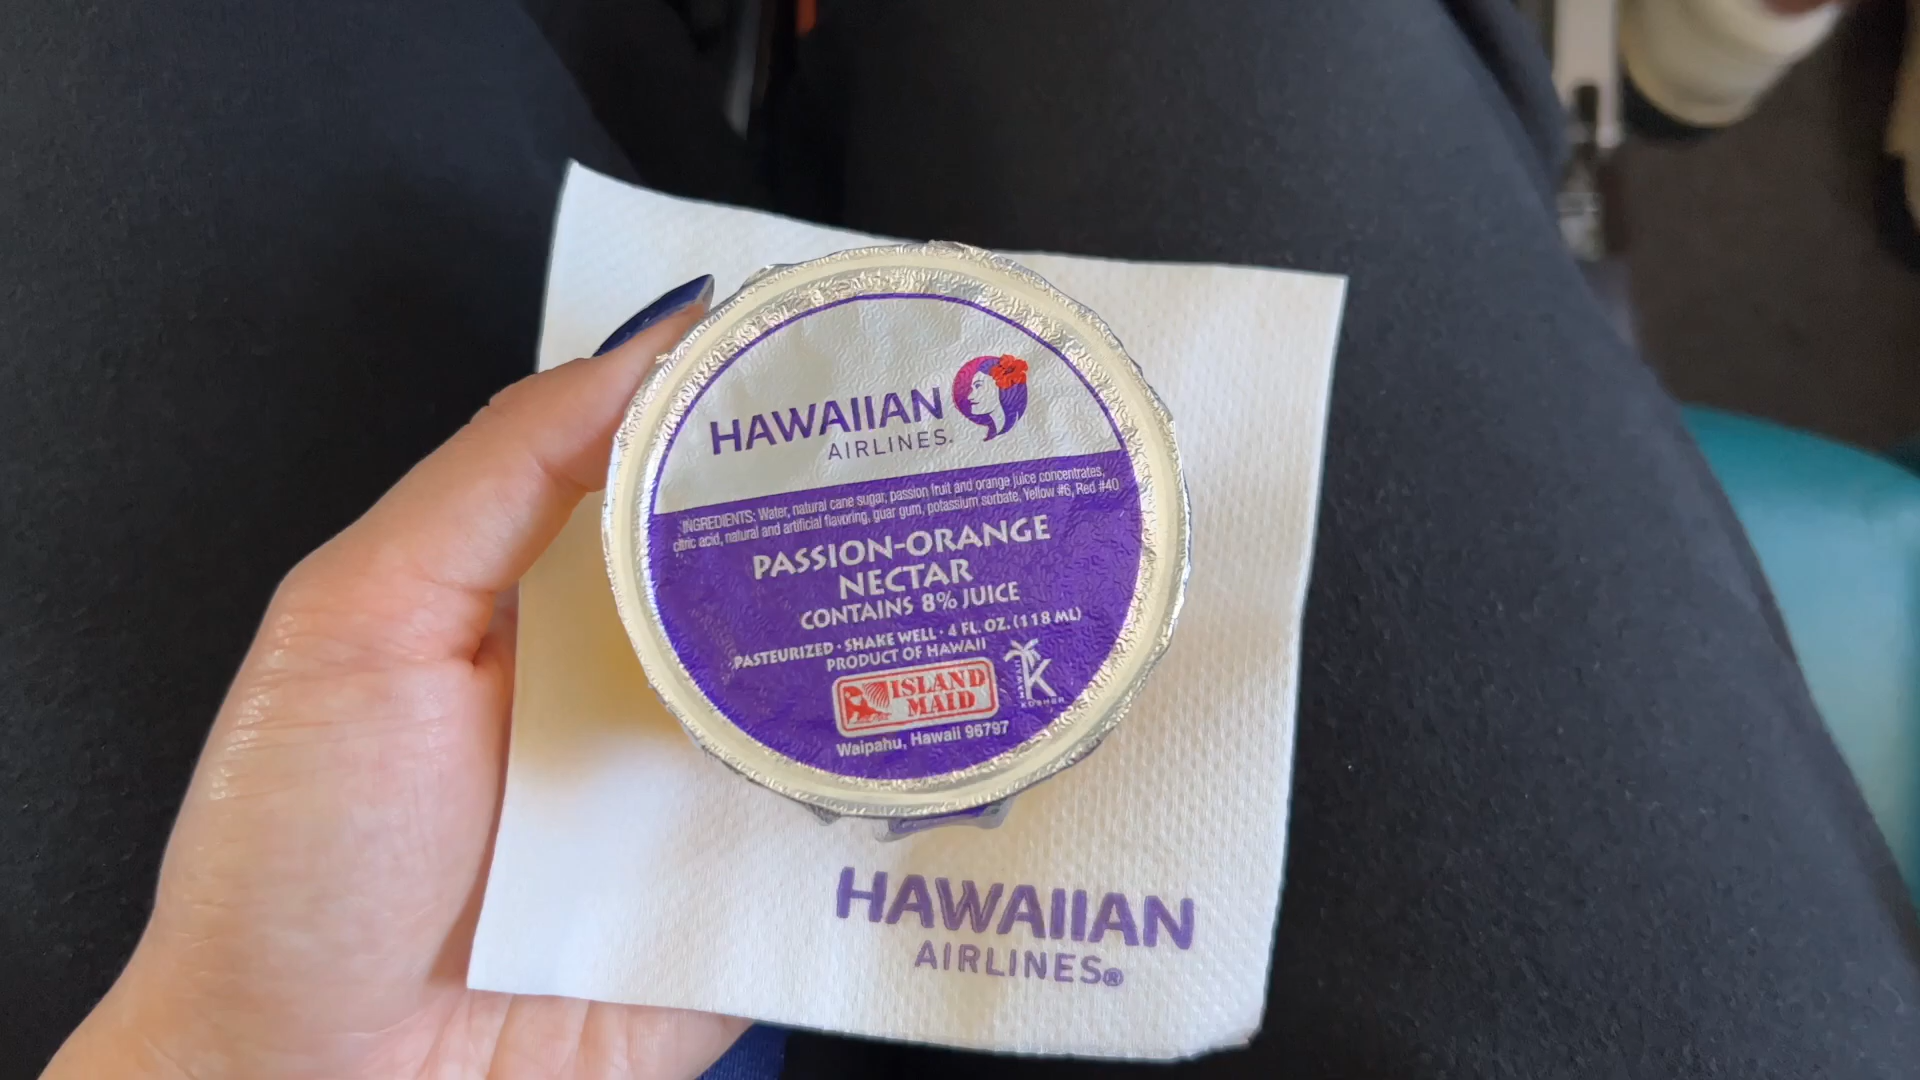 HAWAIIAN
AIRLINES.
INGREDIENTS: Water, natural cane sugar, passion fruit and orange juice concentrates,
citric acid, natural and artificial flavoring, guar gum, potassium sorbate, Yellow #6, Red #40
PASSION-ORANGE
NECTAR
CONTAINS 8% JUICE
PASTEURIZED · SHAKE WELL · 4 FL. OZ. (118 ML)
PRODUCT OF HAWAII
ISLAND
MAID
HAWAII
K
KOSHER
Waipahu, Hawaii 96797
HAWAIIAN
AIRLINES®